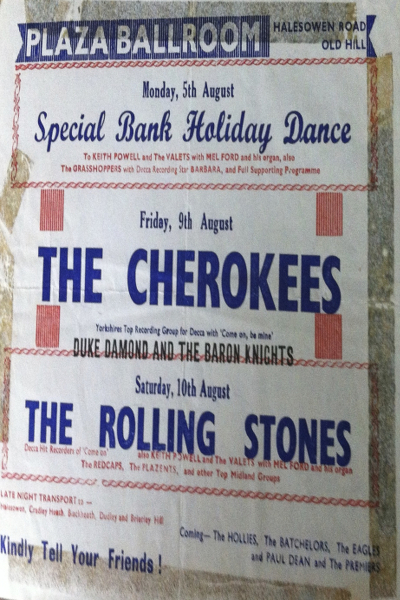 PLAZA BALLROOM
HALESOWEN ROAD
OLD HILL
Monday, 5th August
Special Bank Holiday Dance
To KEITH POWELL and The VALETS with MEL FORD and his organ, also
The GRASSHOPPERS with Decca Recording Star BARBARA, and Full Supporting Programme
Friday, 9th August
THE CHEROKEES
Yorkshires Top Recording Group for Decca with 'Come on, be mine'
DUKE DAMOND AND THE BARON KNIGHTS
Saturday, 10th August
THE ROLLING STONES
Decca Hit Recorders of 'Come on' also KEITH POWELL and The VALETS with MEL FORD and his organ
The REDCAPS, The PLAZENTS, and other Top Midland Groups
LATE NIGHT TRANSPORT to —
Halesowen, Cradley Heath, Blackheath, Dudley and Brierley Hill
Kindly Tell Your Friends !
Coming— The HOLLIES, The BATCHELORS, The EAGLES
and PAUL DEAN and The PREMIERS